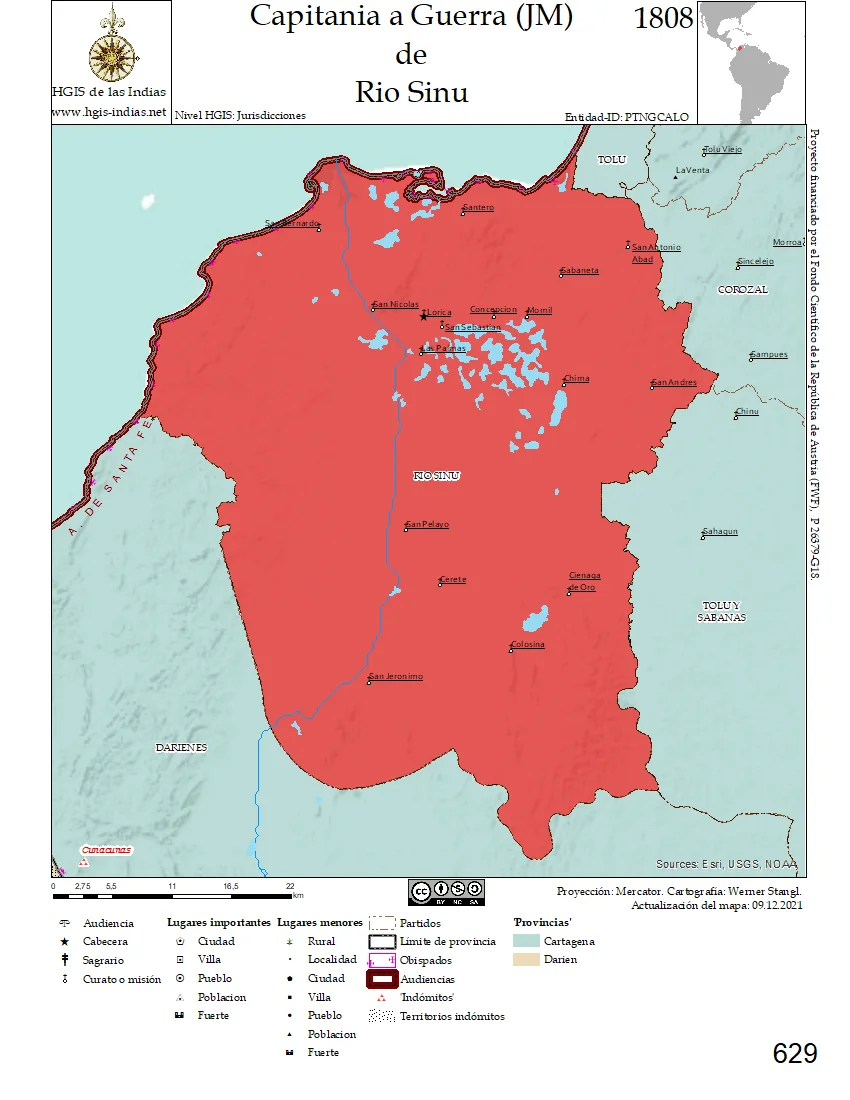 Capitania a Guerra (JM)
de
Rio Sinu
1808
HGIS de las Indias
www.hgis-indias.net
Nivel HGIS: Jurisdicciones
Entidad-ID: PTNGCALO
TOLU
Tolu Viejo
La Venta
Santero
San Bernardo
San Antonio
Abad
Morroa
Sincelejo
Sabaneta
COROZAL
San Nicolas
Lorica
Concepcion
Momil
San Sebastian
Las Palmas
Sampues
Chima
San Andres
Chinu
A. DE SANTA FE
RIO SINU
San Pelayo
Sahagun
Cerete
Cienaga
de Oro
TOLU Y
SABANAS
Colosina
San Jeronimo
DARIENES
Cunacunas
Sources: Esri, USGS, NOAA
Proyecto financiado por el Fondo Científico de la República de Austria (FWF), P 26379-G18.
0 2,75 5,5 11 16,5 22
km
CC BY NC SA
Proyección: Mercator. Cartografía: Werner Stangl.
Actualización del mapa: 09.12.2021
Audiencia
Cabecera
Sagrario
Curato o misión
Lugares importantes
Ciudad
Villa
Pueblo
Poblacion
Fuerte
Lugares menores
Rural
Localidad
Ciudad
Villa
Pueblo
Poblacion
Fuerte
Partidos
Límite de provincia
Obispados
Audiencias
'Indómitos'
Territorios indómitos
'Provincias'
Cartagena
Darien
629